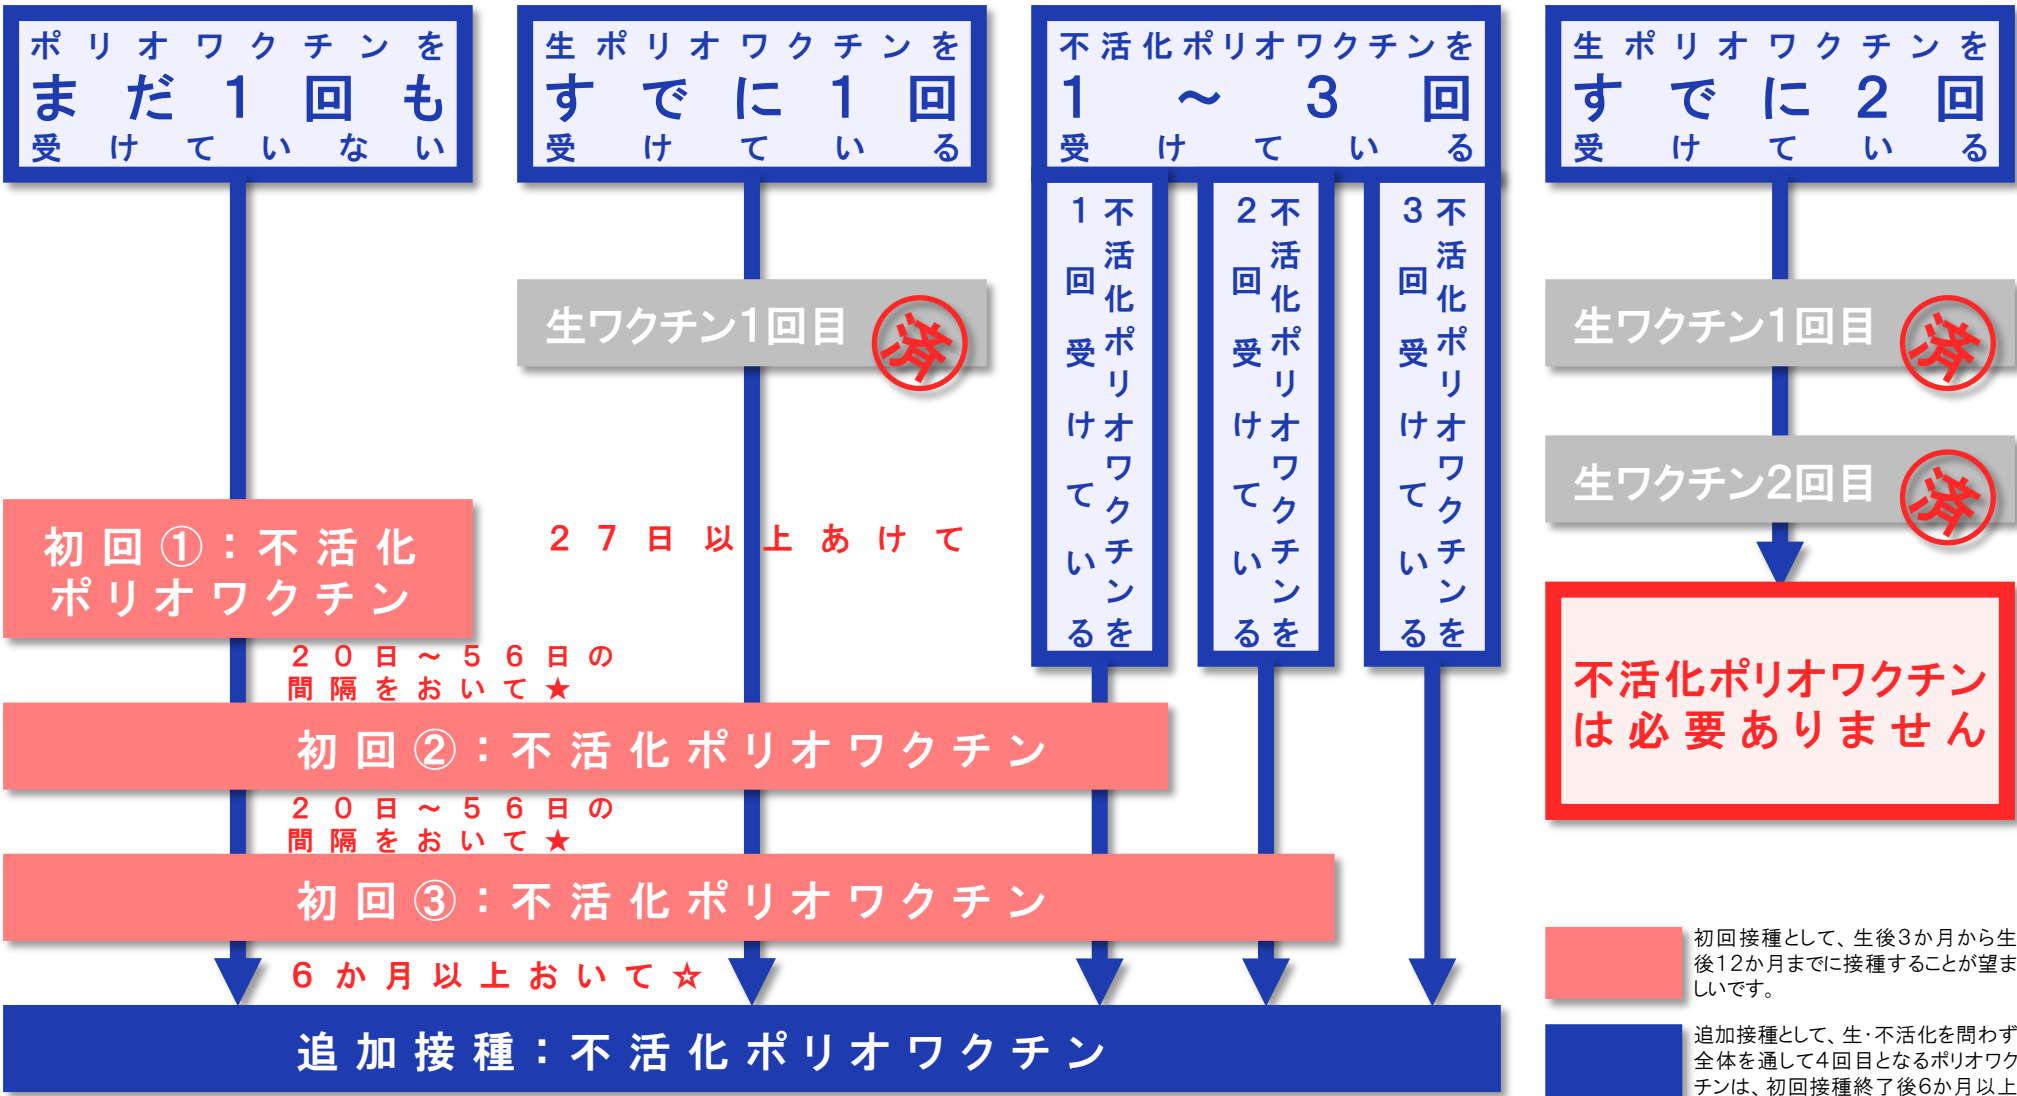 ポリオワクチンを
まだ1回も
受けていない
生ポリオワクチンを
すでに1回
受けている
不活化ポリオワクチンを
1～3回
受けている
生ポリオワクチンを
すでに2回
受けている
不活化ポリオワクチンを
1回受けている
不活化ポリオワクチンを
2回受けている
不活化ポリオワクチンを
3回受けている
生ワクチン1回目
済
生ワクチン1回目
済
生ワクチン2回目
済
初回①：不活化
ポリオワクチン
27日以上あけて
20日～56日の
間隔をおいて★
初回②：不活化ポリオワクチン
20日～56日の
間隔をおいて★
初回③：不活化ポリオワクチン
6か月以上おいて☆
追加接種：不活化ポリオワクチン
不活化ポリオワクチン
は必要ありません
初回接種として、生後3か月から生
後12か月までに接種することが望ま
しいです。
追加接種として、生・不活化を問わず
全体を通して4回目となるポリオワク
チンは、初回接種終了後6か月以上